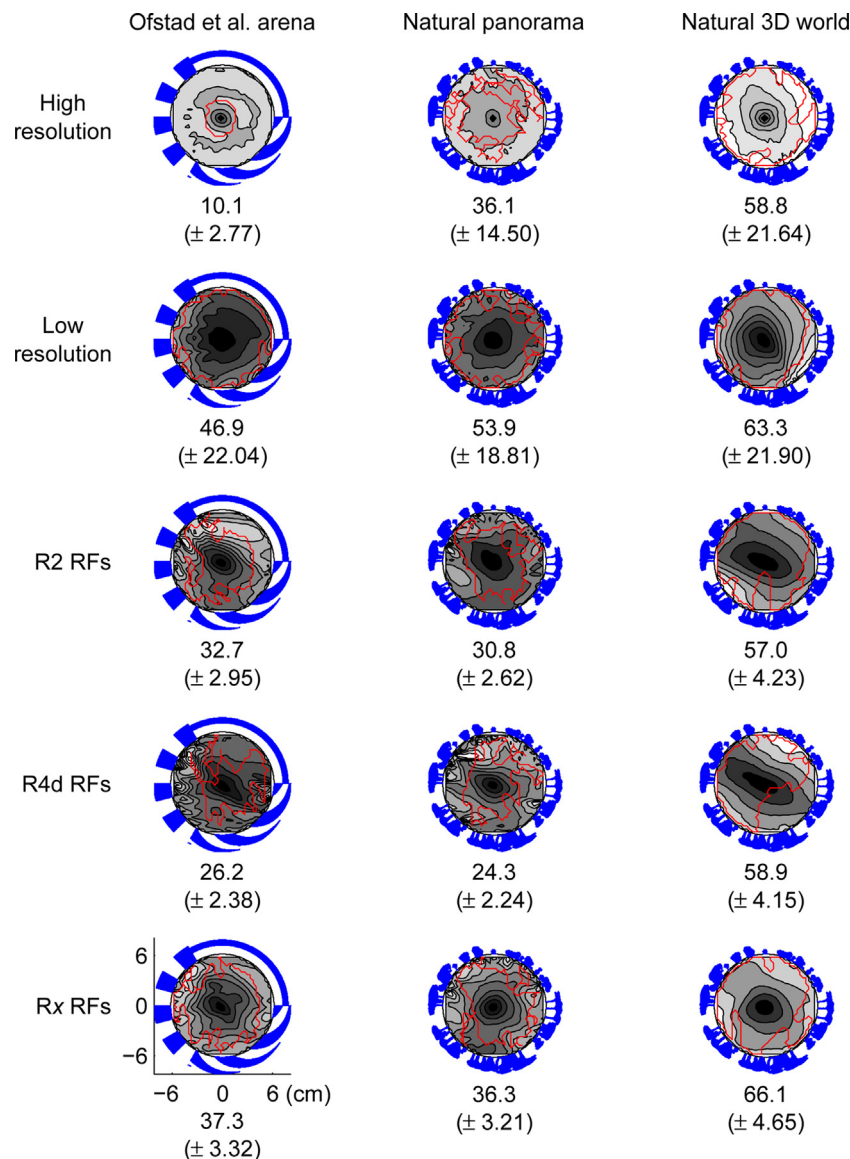 Ofstad et al. arena Natural panorama Natural 3D world
High
resolution
10.1 36.1 58.8
(± 2.77) (± 14.50) (± 21.64)
Low
resolution
46.9 53.9 63.3
(± 22.04) (± 18.81) (± 21.90)
R2 RFs
32.7 30.8 57.0
(± 2.95) (± 2.62) (± 4.23)
R4d RFs
26.2 24.3 58.9
(± 2.38) (± 2.24) (± 4.15)
6
Rx RFs 0
−6
−6 0 6 (cm)
37.3 36.3 66.1
(± 3.32) (± 3.21) (± 4.65)